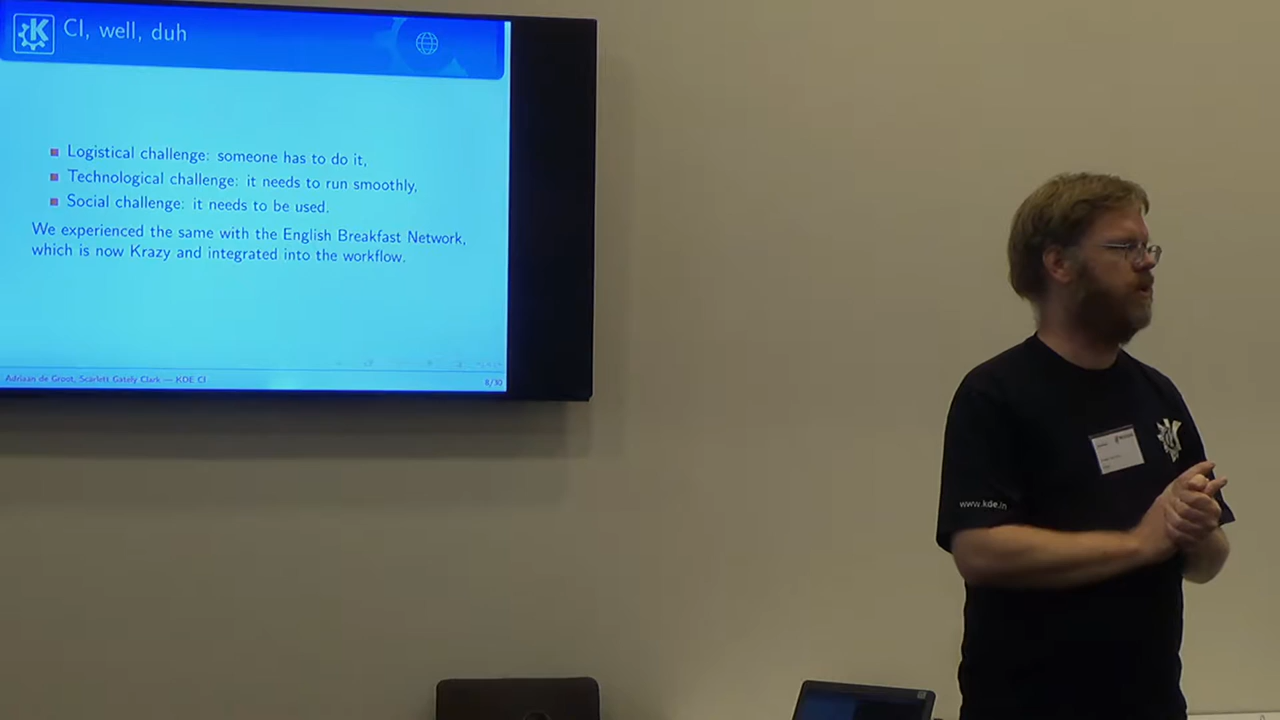 CI, well, duh
Logistical challenge: someone has to do it,
Technological challenge: it needs to run smoothly,
Social challenge: it needs to be used.
We experienced the same with the English Breakfast Network,
which is now Krazy and integrated into the workflow.
Adriaan de Groot, Scarlett Gately Clark — KDE CI
8/30
www.kde.in